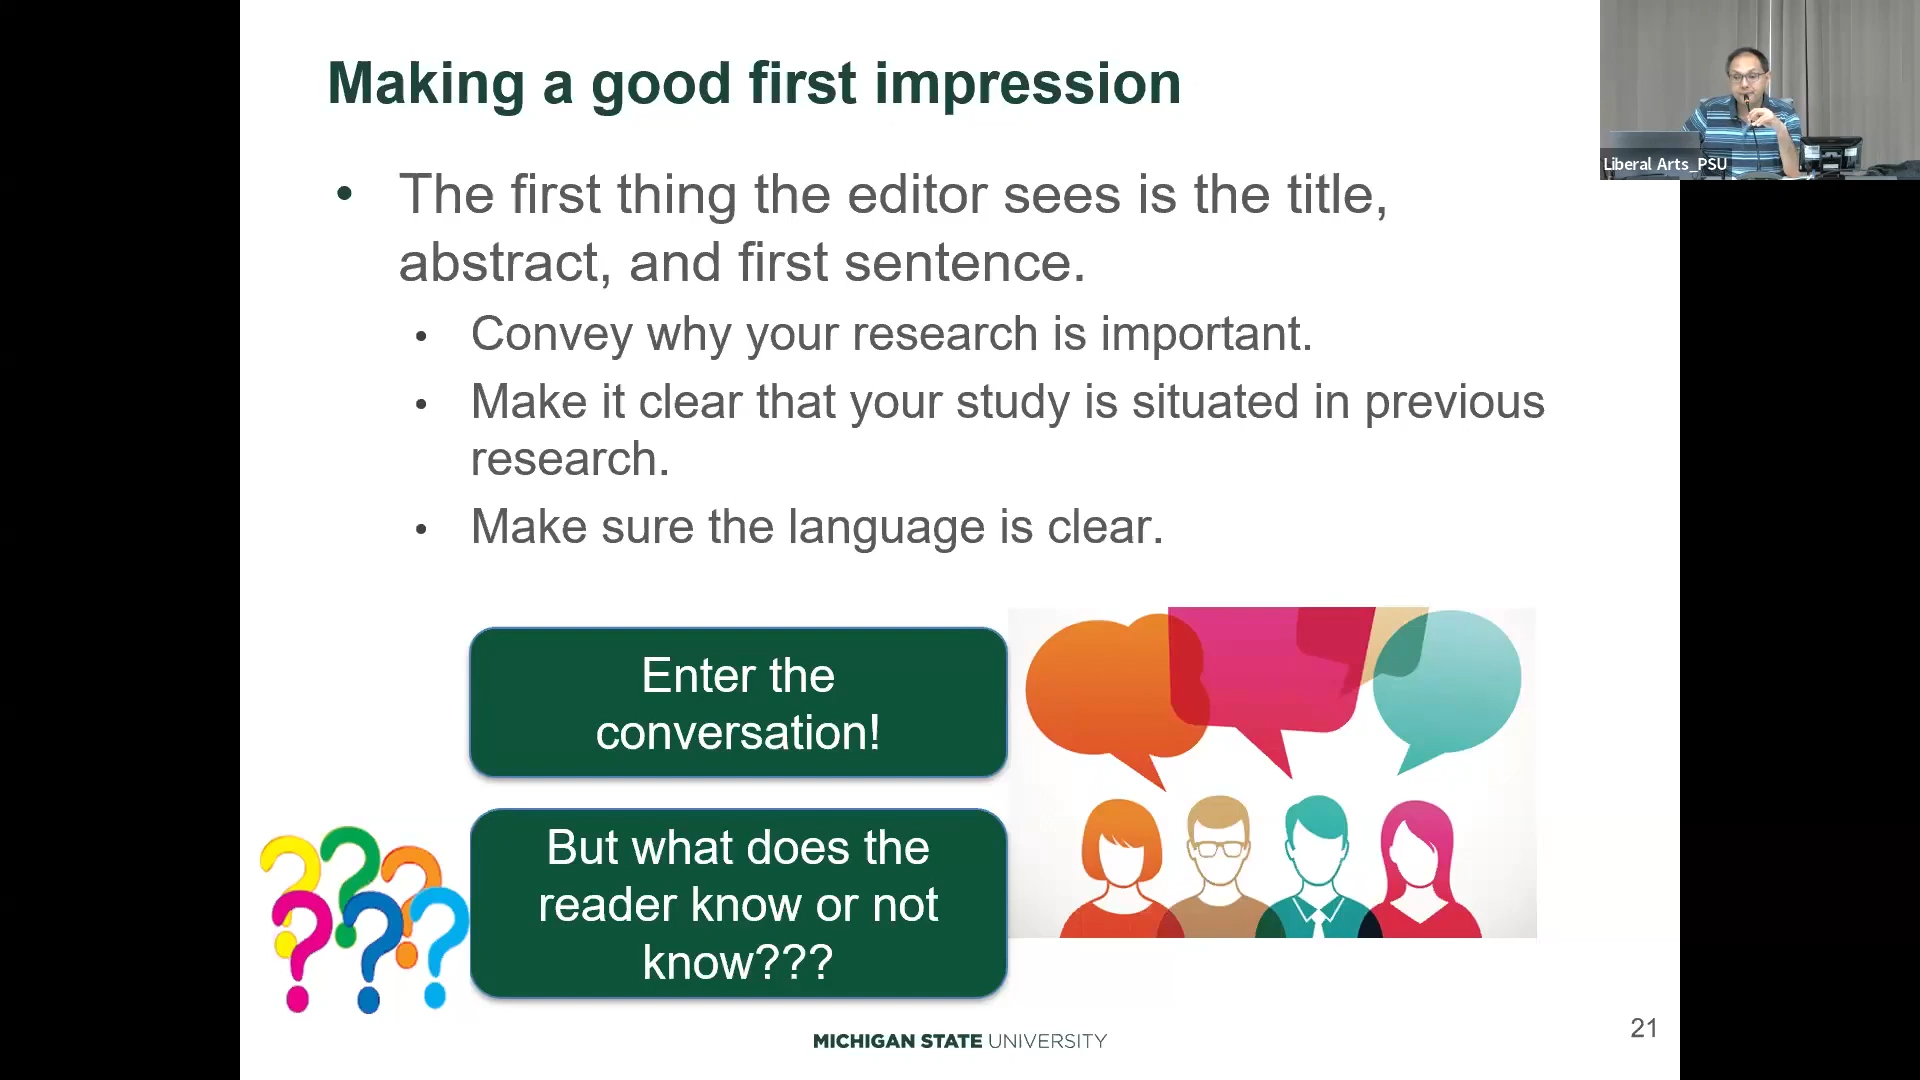 Making a good first impression
• The first thing the editor sees is the title,
abstract, and first sentence.
• Convey why your research is important.
• Make it clear that your study is situated in previous
research.
• Make sure the language is clear.
Enter the
conversation!
But what does the
reader know or not
know???
??????
MICHIGAN STATE UNIVERSITY
21
Liberal Arts_PSU